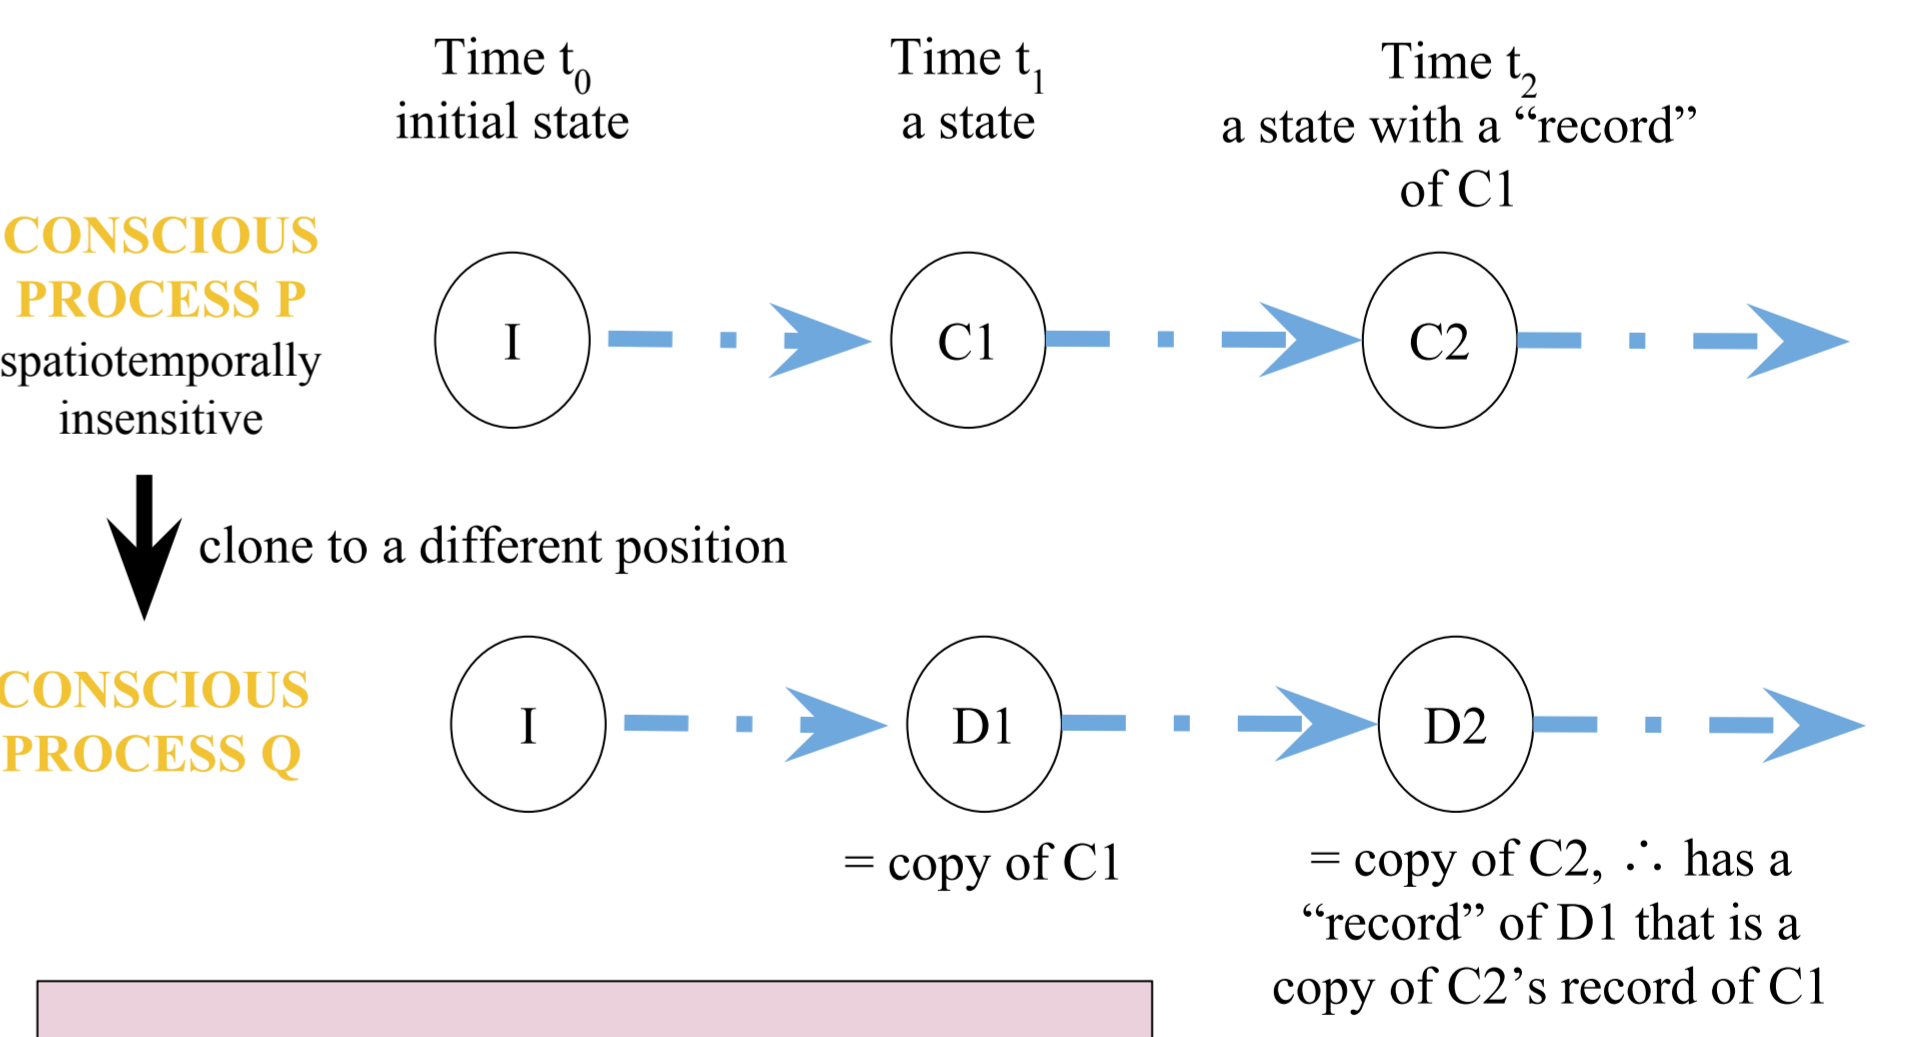 Time t₀
initial state
Time t₁
a state
Time t₂
a state with a “record”
of C1
CONSCIOUS
PROCESS P
spatiotemporally
insensitive
I
C1
C2
clone to a different position
CONSCIOUS
PROCESS Q
I
D1
D2
= copy of C1
= copy of C2, ∴ has a
“record” of D1 that is a
copy of C2’s record of C1